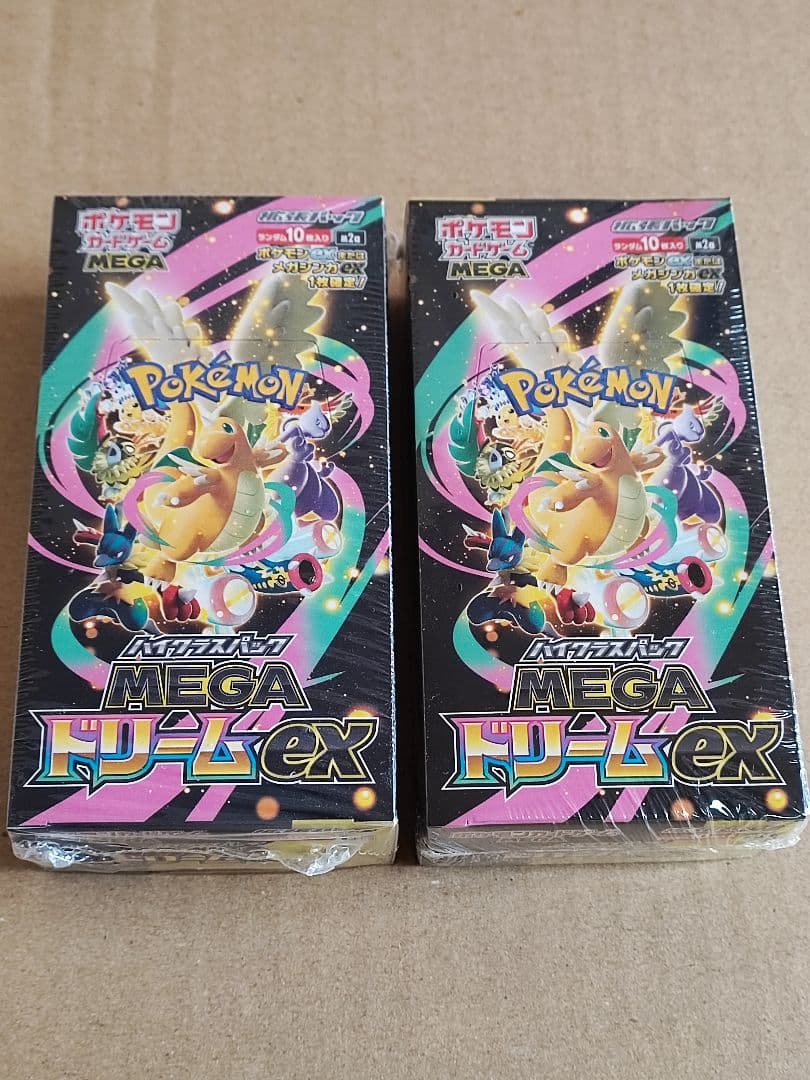 ポケモン
カードゲーム
MEGA
拡張パック
ランダム10枚入り
ポケモンexまたは
メガシンカex
1枚確定!
POKéMON
ハイクラスパック
MEGA
ドリームex
ポケモン
カードゲーム
MEGA
拡張パック
ランダム10枚入り
ポケモンexまたは
メガシンカex
1枚確定!
POKéMON
ハイクラスパック
MEGA
ドリームex